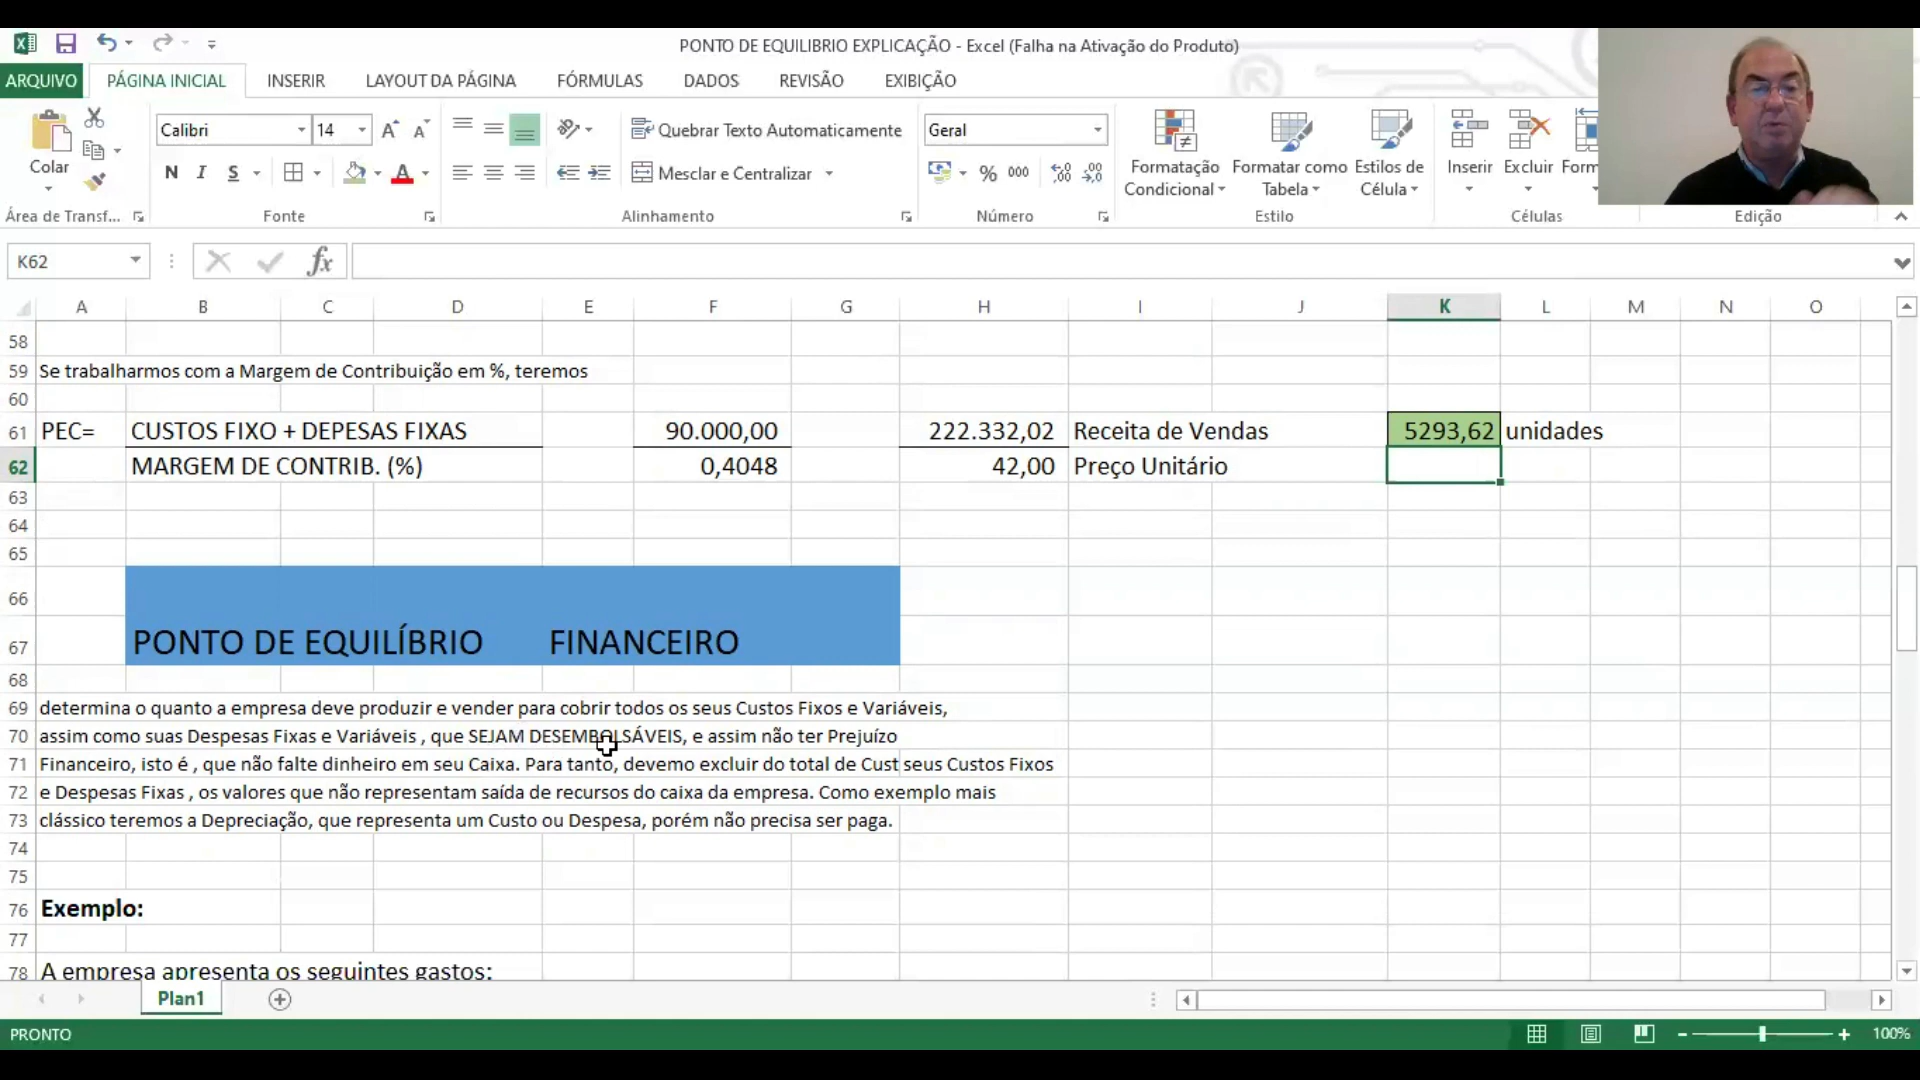 PONTO DE EQUILIBRIO EXPLICAÇÃO - Excel (Falha na Ativação do Produto)
ARQUIVO PÁGINA INICIAL INSERIR LAYOUT DA PÁGINA FÓRMULAS DADOS REVISÃO EXIBIÇÃO
Calibri 14 Quebrar Texto Automaticamente Geral
Colar N I S A Mesclar e Centralizar % 000 Formatação Condicional Formatar como Tabela Estilos de Célula Inserir Excluir Form
Área de Transf... Fonte Alinhamento Número Estilo Células Edição
K62 fx
A B C D E F G H I J K L M N O
58
59 Se trabalharmos com a Margem de Contribuição em %, teremos
60
61 PEC= CUSTOS FIXO + DEPESAS FIXAS 90.000,00 222.332,02 Receita de Vendas 5293,62 unidades
62 MARGEM DE CONTRIB. (%) 0,4048 42,00 Preço Unitário
63
64
65
66
67 PONTO DE EQUILÍBRIO FINANCEIRO
68
69 determina o quanto a empresa deve produzir e vender para cobrir todos os seus Custos Fixos e Variáveis,
70 assim como suas Despesas Fixas e Variáveis , que SEJAM DESEMBOLSÁVEIS, e assim não ter Prejuízo
71 Financeiro, isto é , que não falte dinheiro em seu Caixa. Para tanto, devemo excluir do total de Cust seus Custos Fixos
72 e Despesas Fixas , os valores que não representam saída de recursos do caixa da empresa. Como exemplo mais
73 clássico teremos a Depreciação, que representa um Custo ou Despesa, porém não precisa ser paga.
74
75
76 Exemplo:
77
78 A empresa apresenta os seguintes gastos:
Plan1
PRONTO 100%